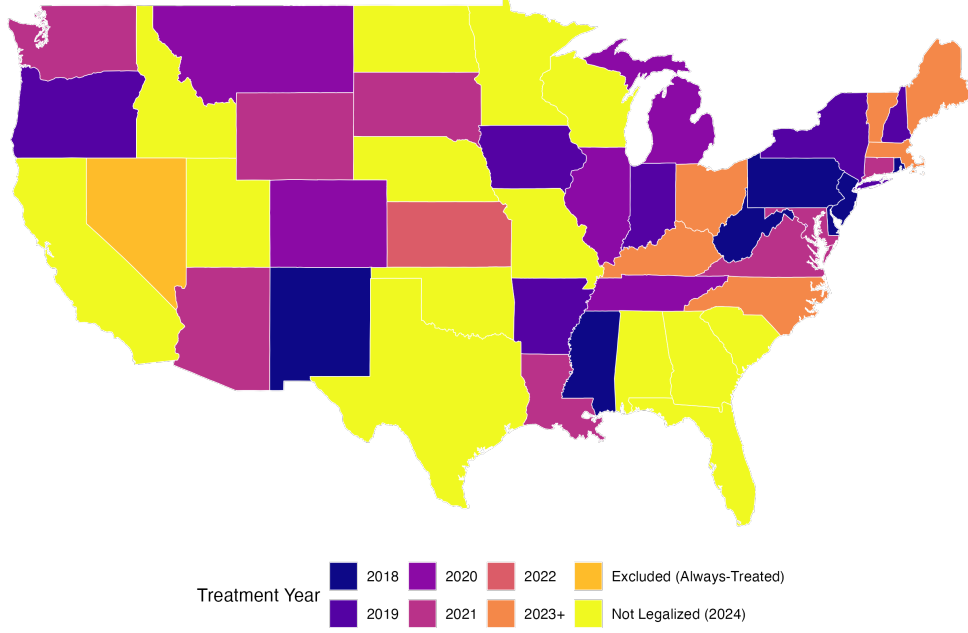 Treatment Year
2018 2020 2022 Excluded (Always-Treated)
2019 2021 2023+ Not Legalized (2024)